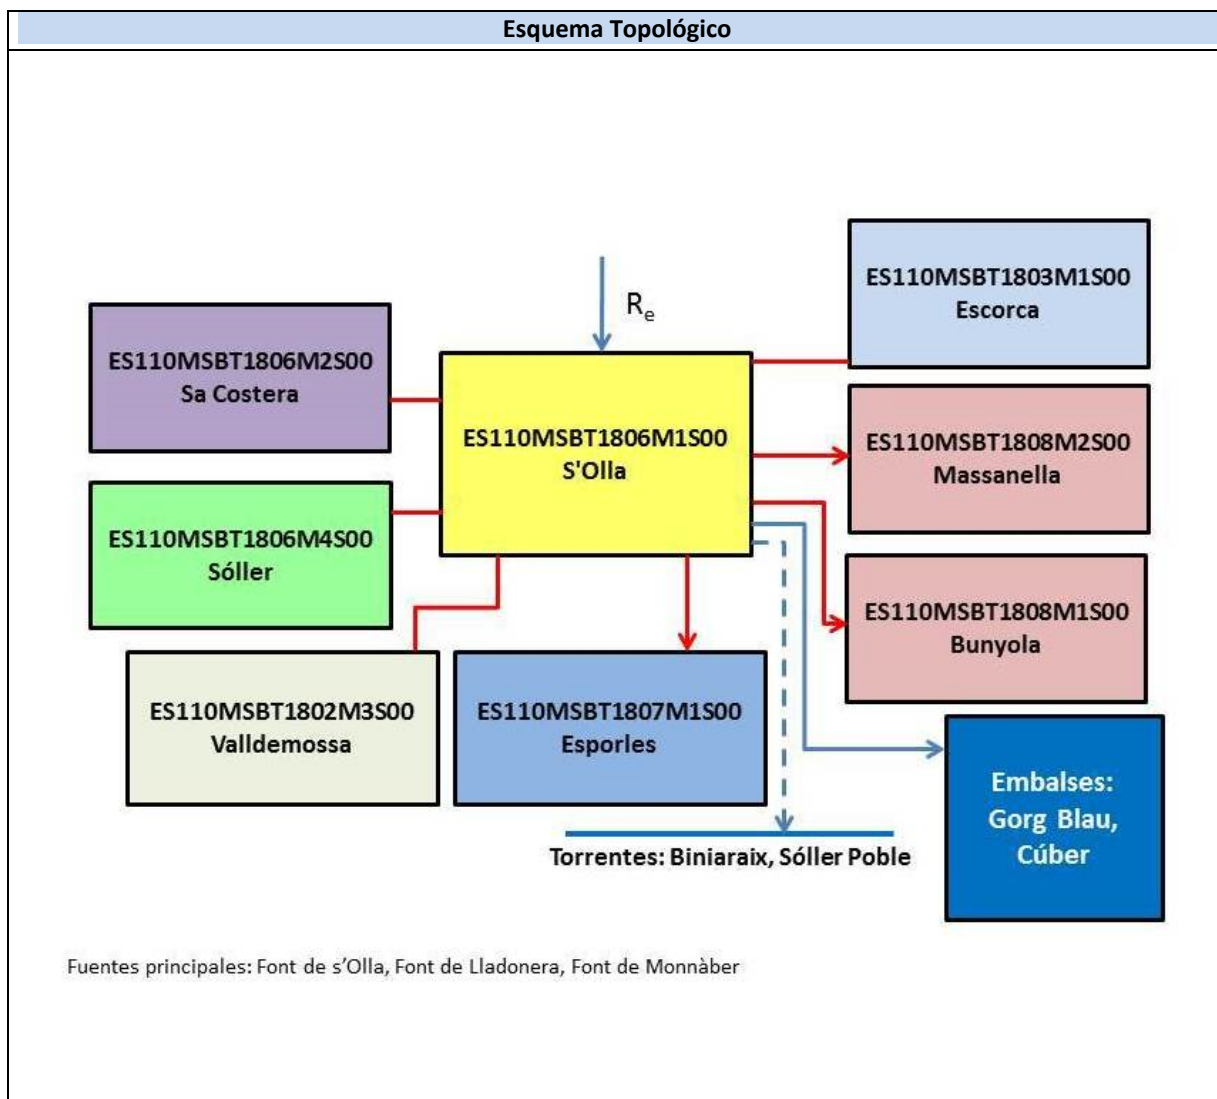 Esquema Topológico
R_e
ES110MSBT1803M1S00
Escorca
ES110MSBT1806M2S00
Sa Costera
ES110MSBT1806M1S00
S'Olla
ES110MSBT1808M2S00
Massanella
ES110MSBT1806M4S00
Sóller
ES110MSBT1808M1S00
Bunyola
ES110MSBT1802M3S00
Valldemossa
ES110MSBT1807M1S00
Esporles
Embalses:
Gorg Blau,
Cúber
Torrentes: Biniaraix, Sóller Poble
Fuentes principales: Font de s’Olla, Font de Lladonera, Font de Monnàber